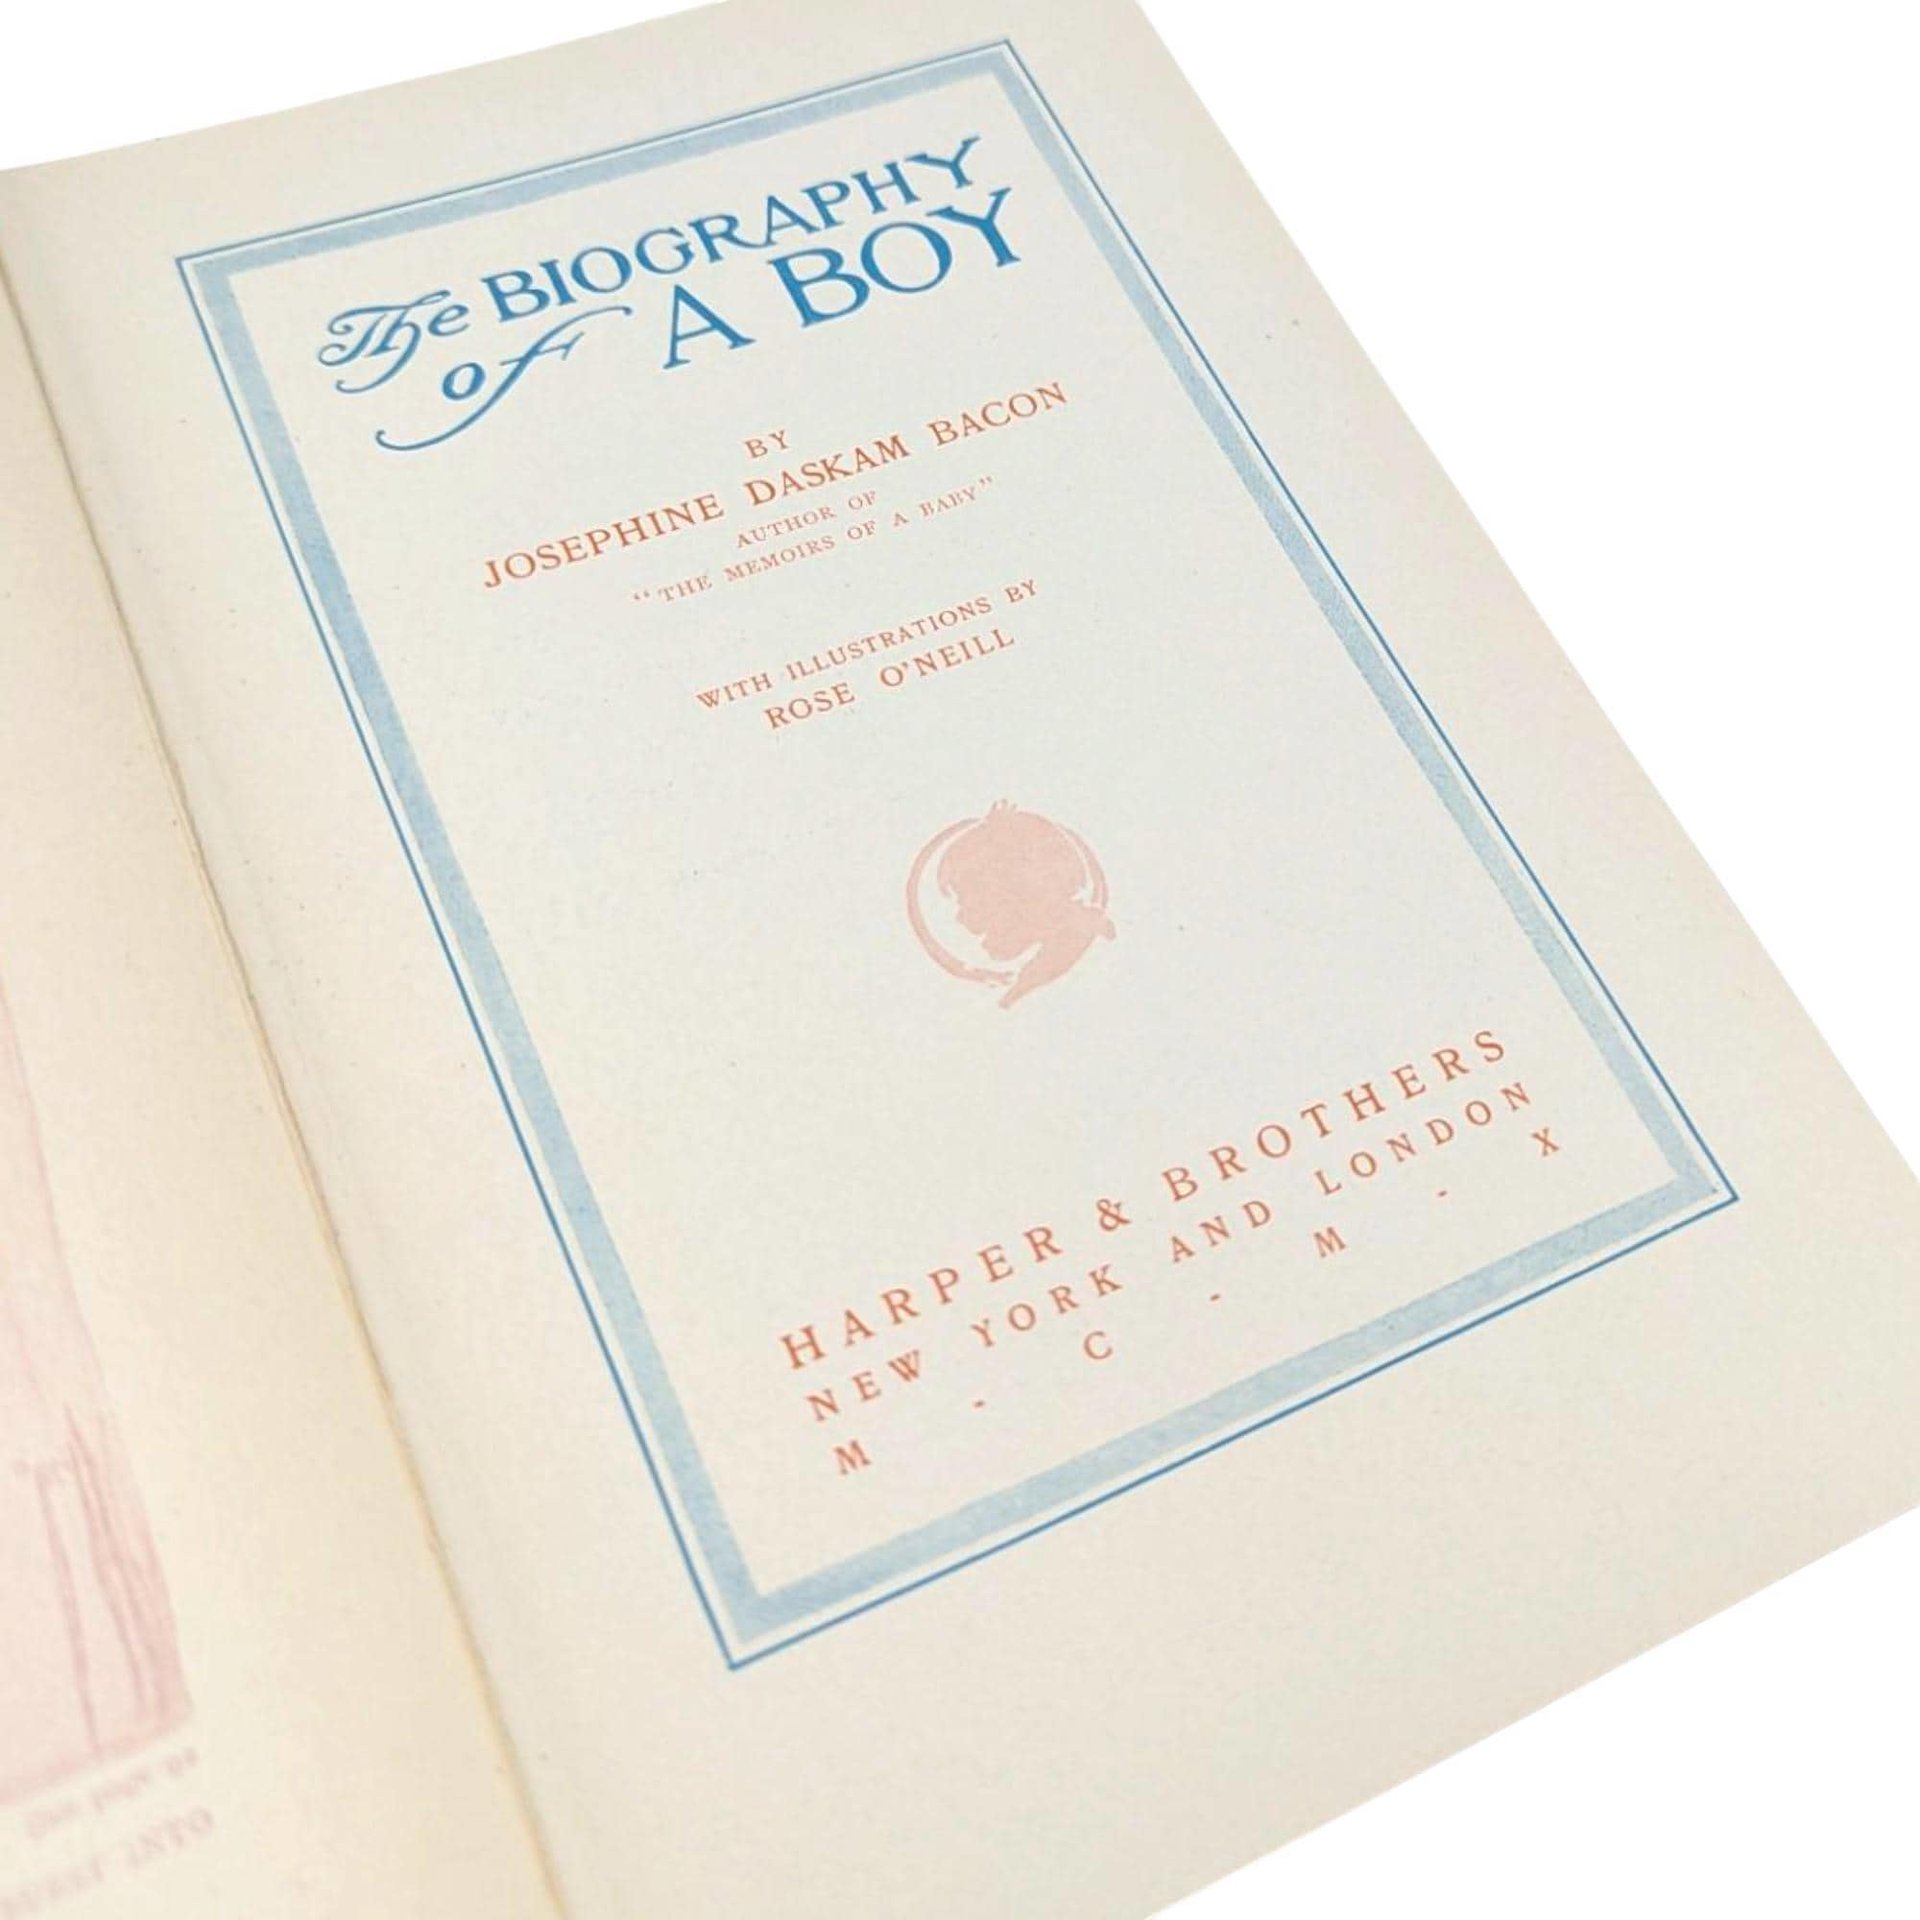 The BIOGRAPHY
of A BOY
BY
JOSEPHINE DASKAM BACON
AUTHOR OF
"THE MEMOIRS OF A BABY"
WITH ILLUSTRATIONS BY
ROSE O'NEILL
HARPER & BROTHERS
NEW YORK AND LONDON
M - C - M - X
INTO